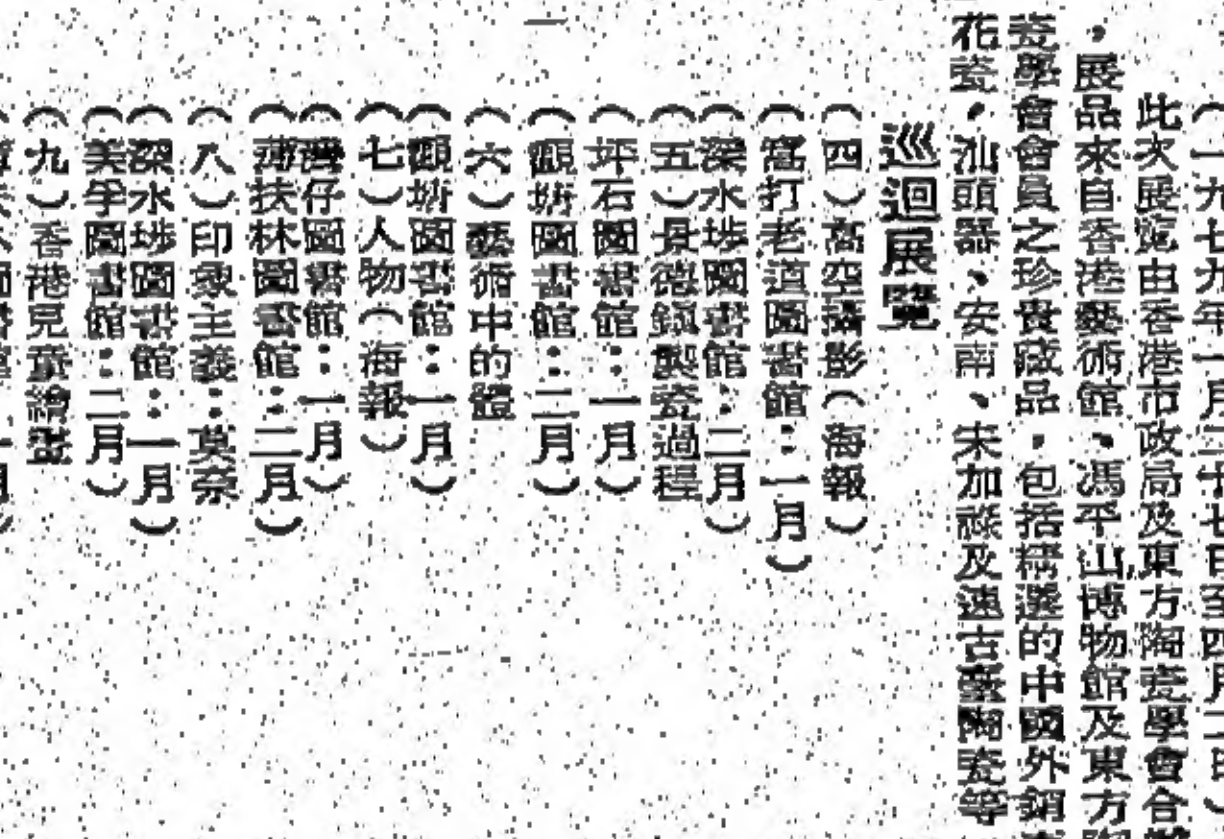 （一九七九年一月二十七日至四月二日）
此次展覽由香港市政局及東方陶瓷學會合
，展品來自香港藝術館、馮平山博物館及東方
瓷學會會員之珍貴藏品，包括精選的中國外銷
花瓷，汕頭器、安南、宋加祿及速古臺陶瓷等
巡迴展覽
（四）高空攝影（海報）
（窩打老道圖書館：一月）
（深水埗圖書館：二月）
（五）景德鎮製瓷過程
（坪石圖書館：一月）
（觀塘圖書館：二月）
（六）藝術中的體
（觀塘圖書館：一月）
（七）人物（海報）
（灣仔圖書館：一月）
（薄扶林圖書館：二月）
（八）印象主義：莫奈
（深水埗圖書館：一月）
（美孚圖書館：二月）
（九）香港兒童繪畫